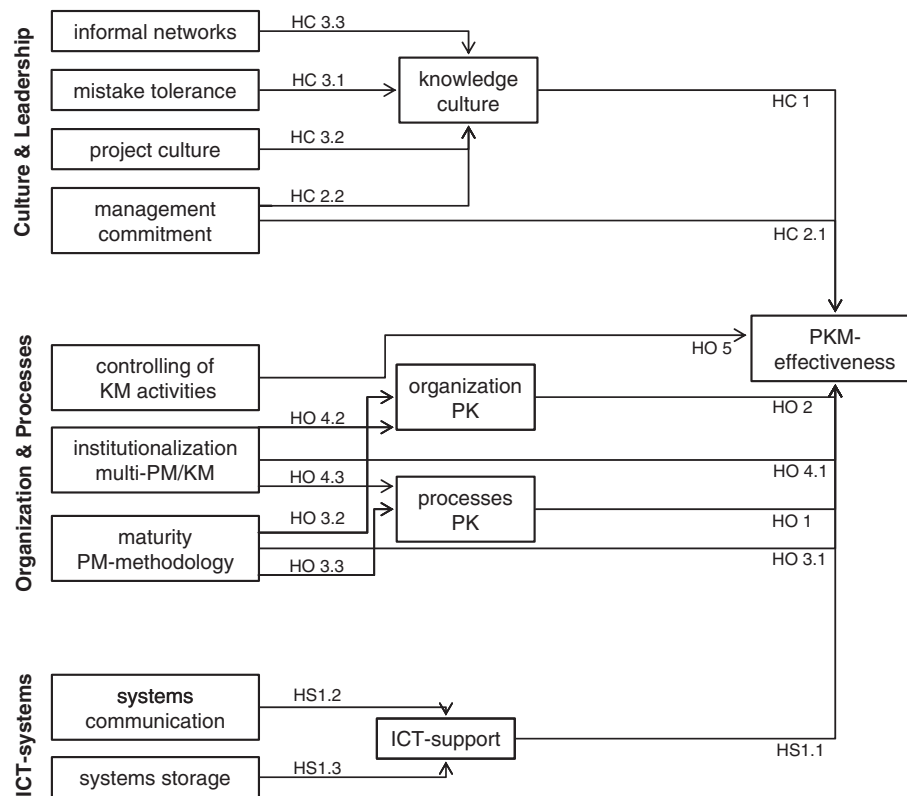 Culture & Leadership
informal networks
HC 3.3
mistake tolerance
HC 3.1
knowledge
culture
HC 1
project culture
HC 3.2
management
commitment
HC 2.2
HC 2.1
Organization & Processes
controlling of
KM activities
HO 5
PKM-
effectiveness
organization
PK
HO 2
institutionalization
multi-PM/KM
HO 4.2
HO 4.3
HO 4.1
processes
PK
HO 1
maturity
PM-methodology
HO 3.2
HO 3.3
HO 3.1
ICT-systems
systems
communication
HS1.2
ICT-support
HS1.1
systems storage
HS1.3